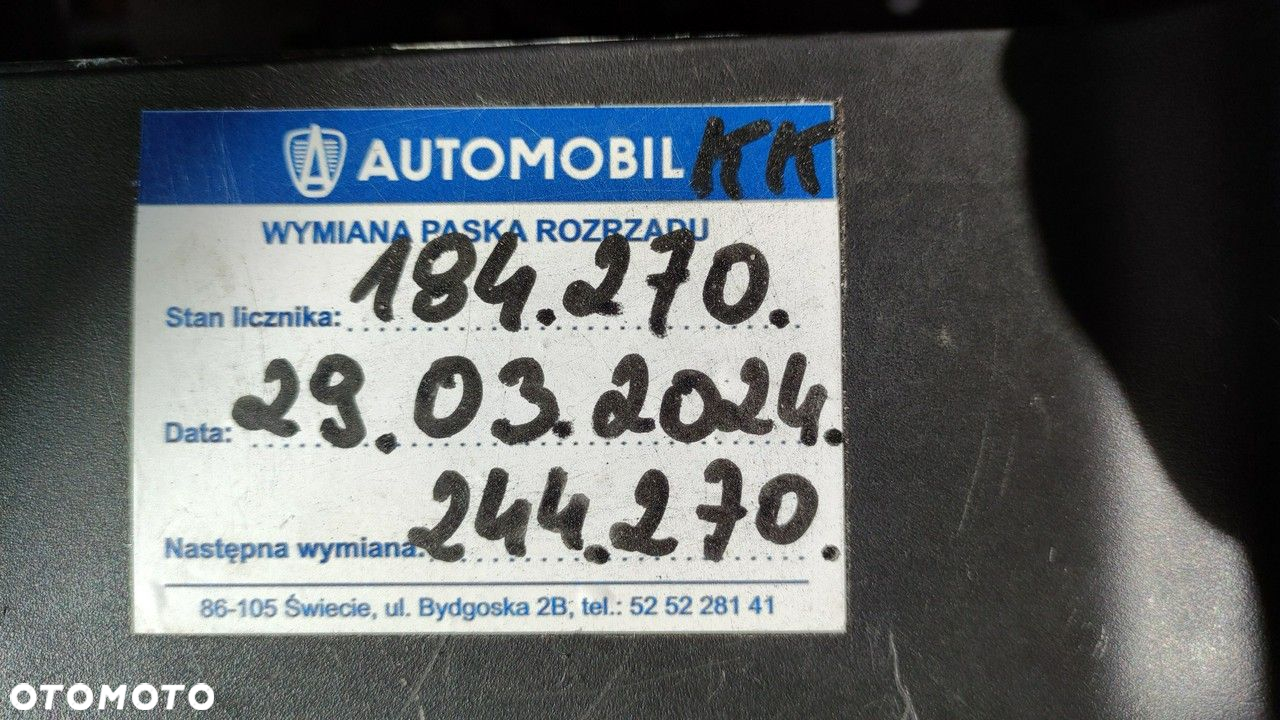 AUTOMOBIL KK
WYMIANA PASKA ROZRZADU
Stan licznika: 184.270.
Data: 29.03.2024.
Następna wymiana: 244.270.
86-105 Świecie, ul. Bydgoska 2B, tel.: 52 52 281 41
OTOMOTO